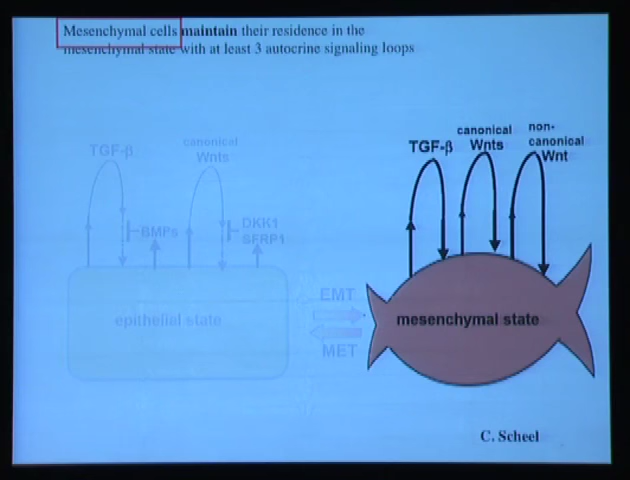 Mesenchymal cells maintain their residence in the
mesenchymal state with at least 3 autocrine signaling loops
canonical
Wnts
TGF-β
BMPs
DKK1
SFRP1
epithelial state
EMT
MET
TGF-β
canonical
Wnts
non-
canonical
Wnt
mesenchymal state
C. Scheel